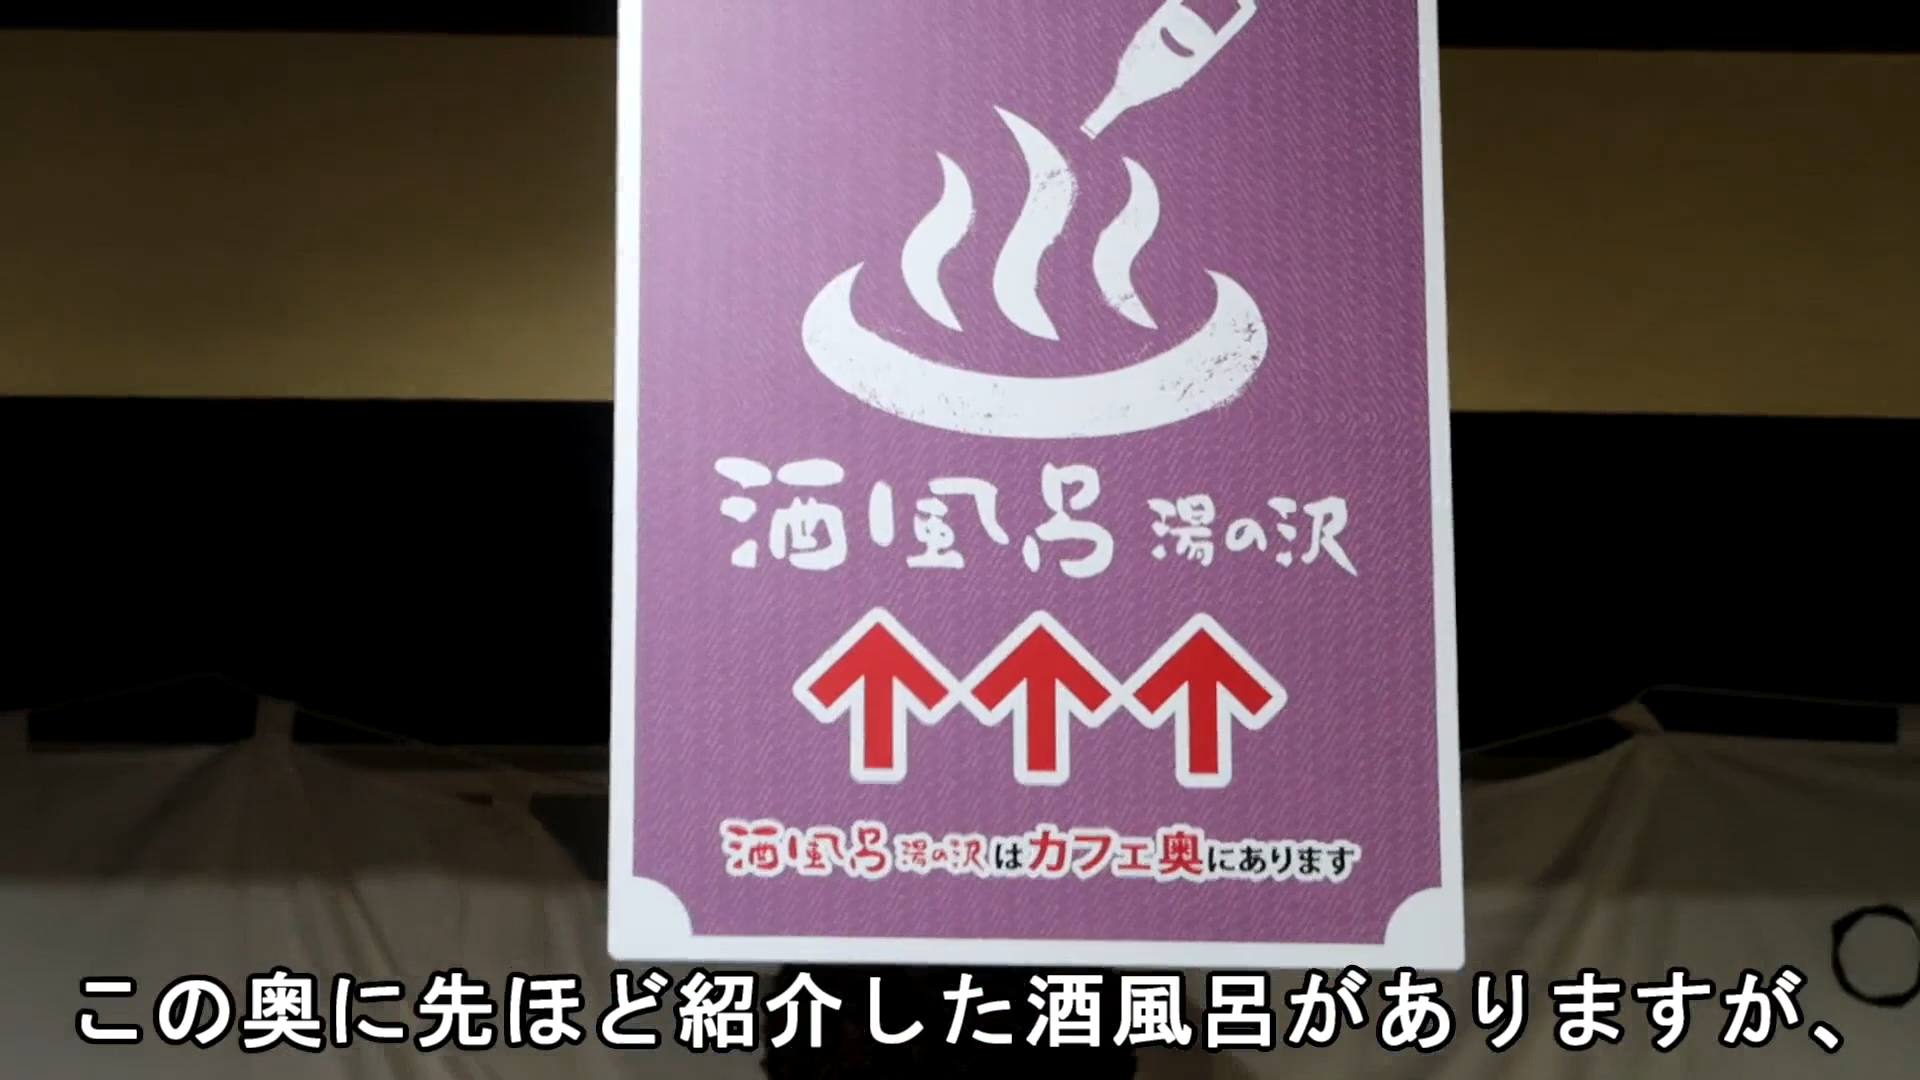 酒風呂 湯の沢
酒風呂 湯の沢はカフェ奥にあります
この奥に先ほど紹介した酒風呂がありますが、